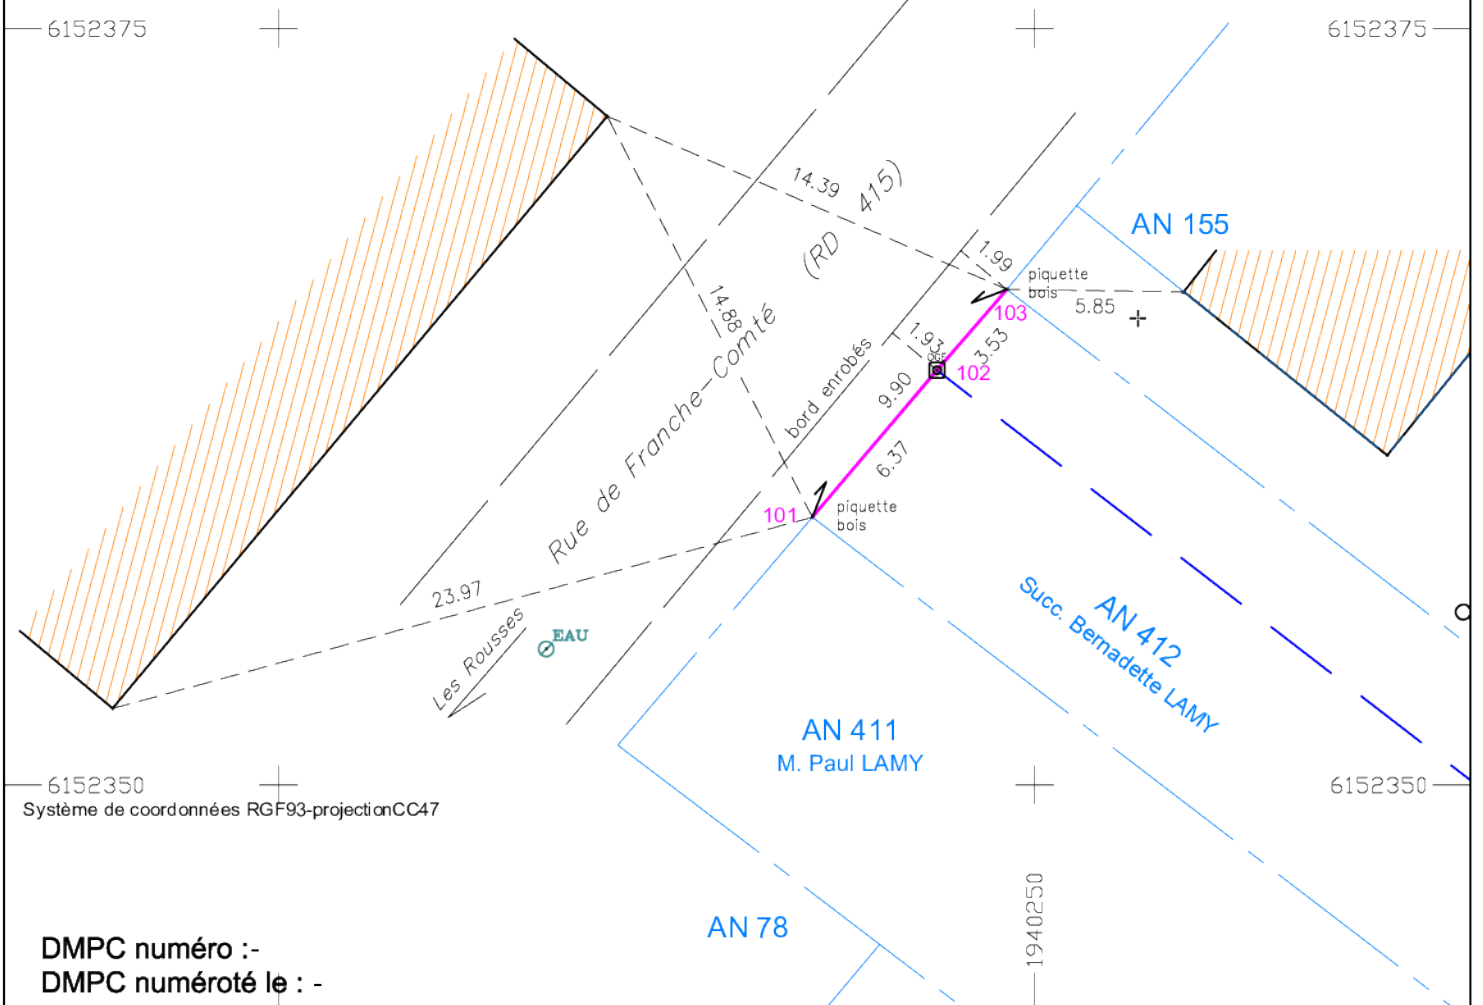 6152375
6152375
AN 155
14.39
(RD 415)
1.99
piquette
bois
5.85
103
14.88
1.93
3.53
OGE
102
9.90
bord enrobés
6.37
Rue de Franche-Comté
101
piquette
bois
23.97
Les Rousses
EAU
AN 412
Succ. Bernadette LAMY
AN 411
M. Paul LAMY
6152350
6152350
Système de coordonnées RGF93-projectionCC47
1940250
AN 78
DMPC numéro :-
DMPC numéroté le : -